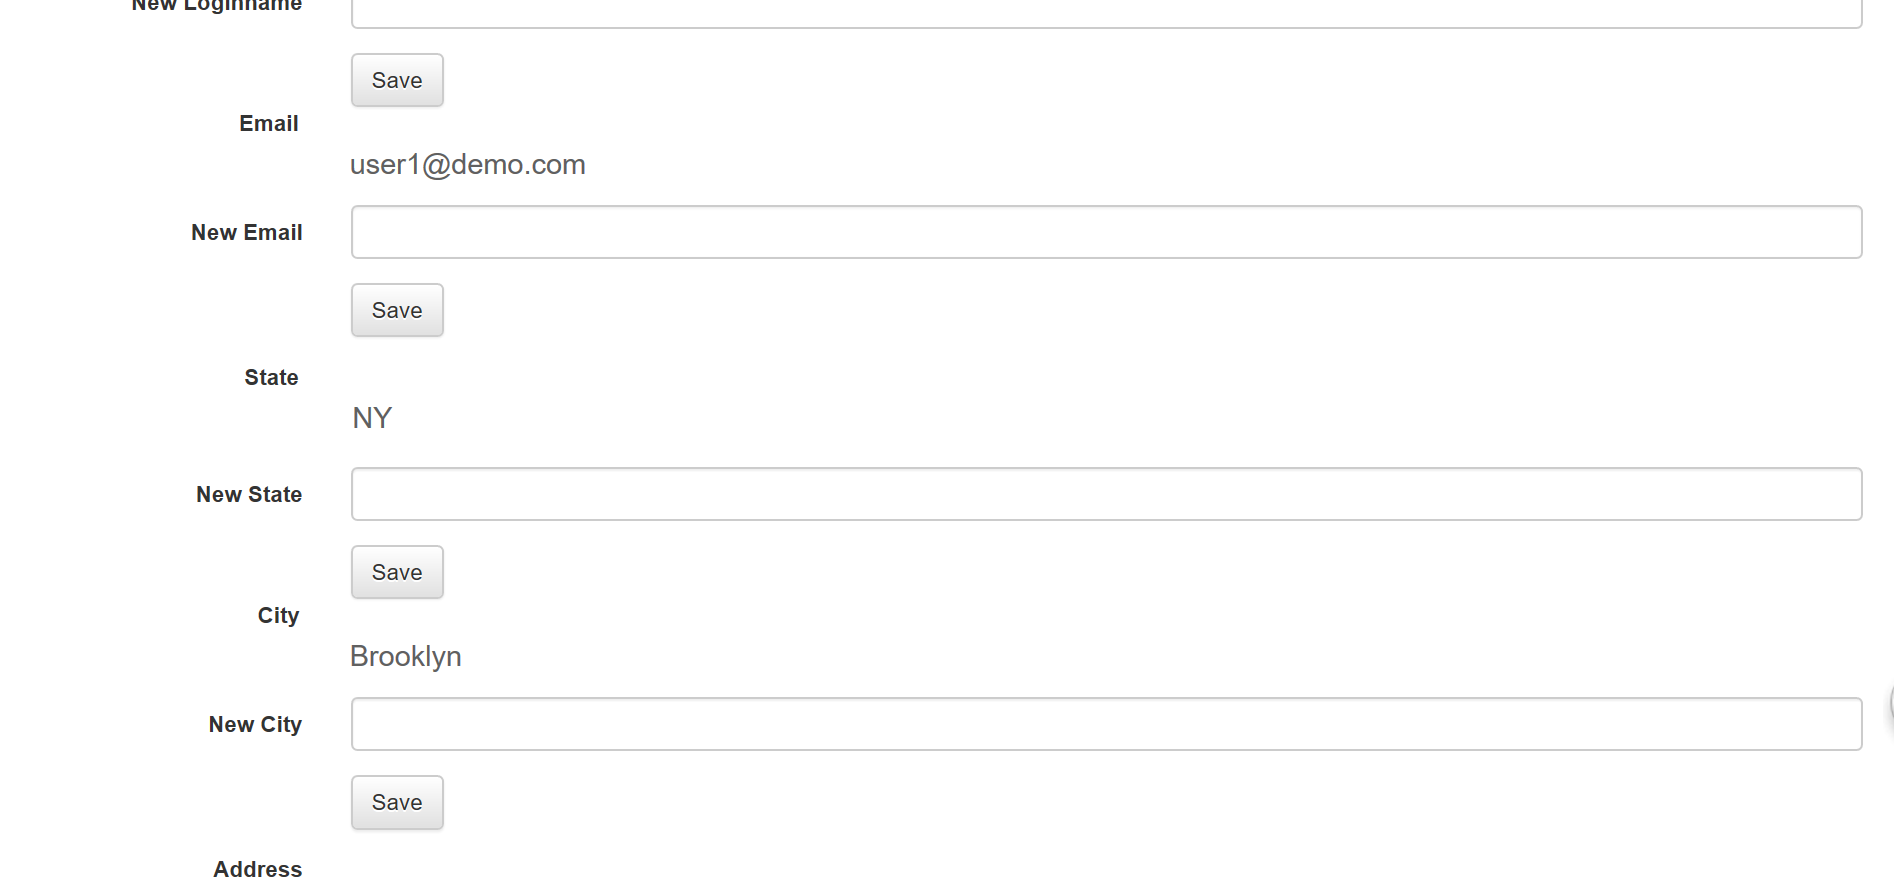 New Loginname
Save
Email
user1@demo.com
New Email
Save
State
NY
New State
Save
City
Brooklyn
New City
Save
Address